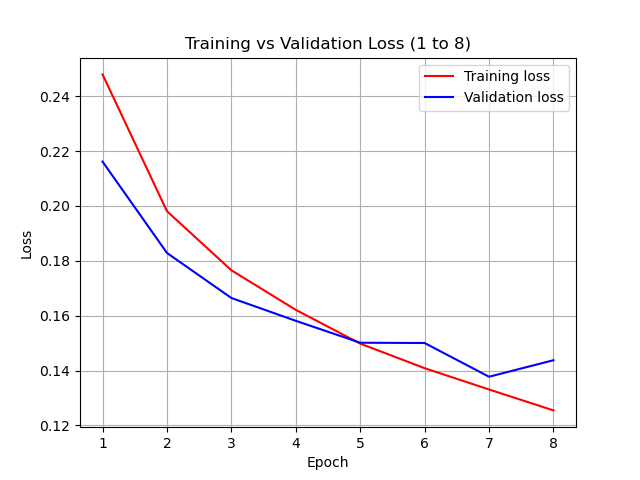 Training vs Validation Loss (1 to 8)
Training loss
Validation loss
0.24
0.22
0.20
0.18
0.16
0.14
0.12
Loss
1 2 3 4 5 6 7 8
Epoch